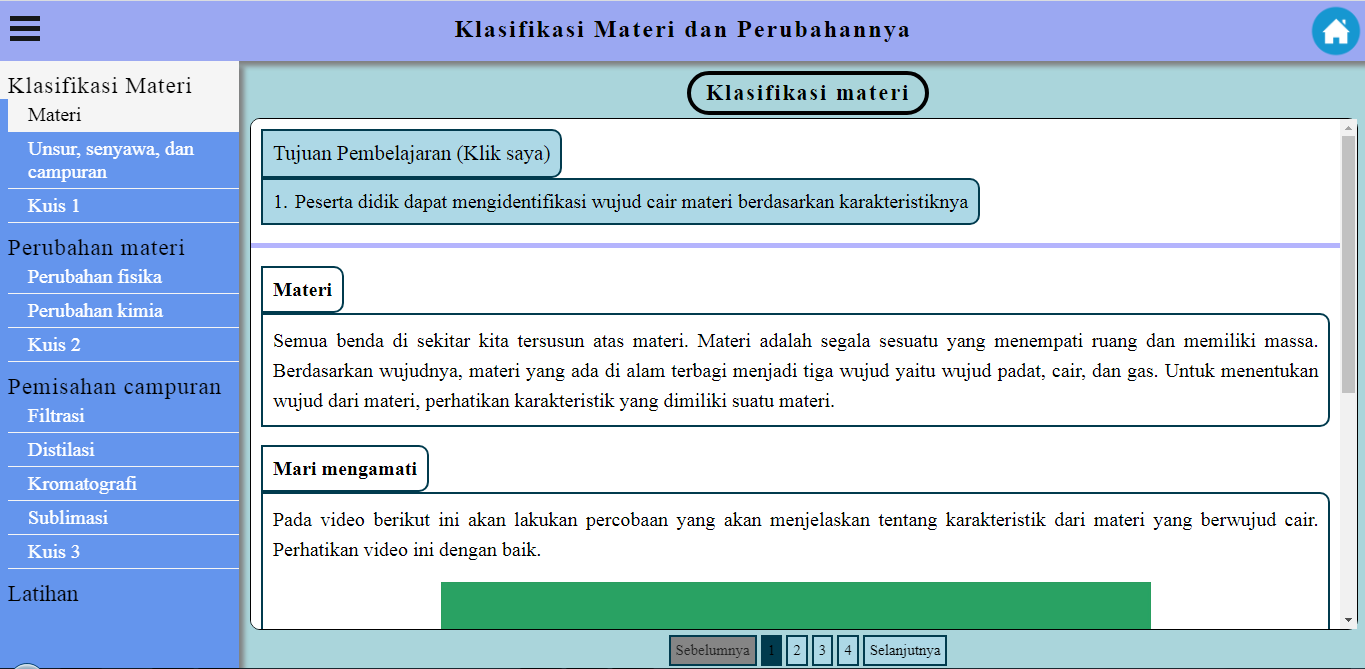 Klasifikasi Materi dan Perubahannya
Klasifikasi Materi
Materi
Unsur, senyawa, dan
campuran
Kuis 1
Perubahan materi
Perubahan fisika
Perubahan kimia
Kuis 2
Pemisahan campuran
Filtrasi
Distilasi
Kromatografi
Sublimasi
Kuis 3
Latihan
Klasifikasi materi
Tujuan Pembelajaran (Klik saya)
1. Peserta didik dapat mengidentifikasi wujud cair materi berdasarkan karakteristiknya
Materi
Semua benda di sekitar kita tersusun atas materi. Materi adalah segala sesuatu yang menempati ruang dan memiliki massa.
Berdasarkan wujudnya, materi yang ada di alam terbagi menjadi tiga wujud yaitu wujud padat, cair, dan gas. Untuk menentukan
wujud dari materi, perhatikan karakteristik yang dimiliki suatu materi.
Mari mengamati
Pada video berikut ini akan lakukan percobaan yang akan menjelaskan tentang karakteristik dari materi yang berwujud cair.
Perhatikan video ini dengan baik.
Sebelumnya 1 2 3 4 Selanjutnya